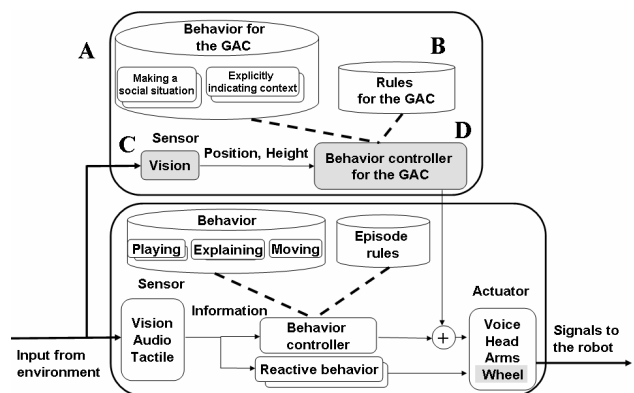 A
Behavior for
the GAC
Making a
social situation
Explicitly
indicating context
B
Rules
for the GAC
C
Sensor
Vision
Position, Height
D
Behavior controller
for the GAC
Behavior
Playing
Explaining
Moving
Episode
rules
Sensor
Information
Vision
Audio
Tactile
Behavior
controller
Reactive behavior
+
Actuator
Voice
Head
Arms
Wheel
Input from
environment
Signals to
the robot